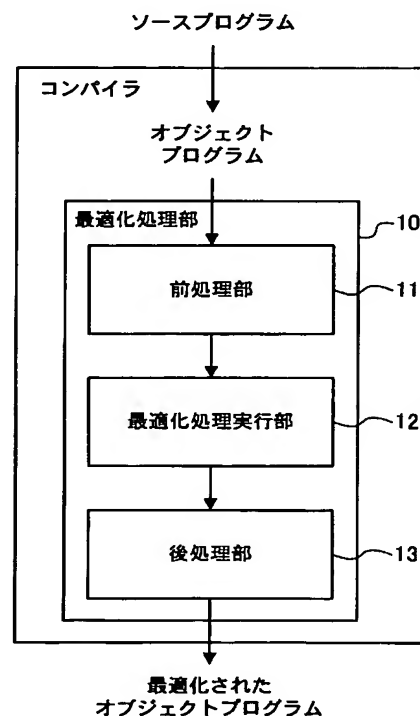 ソースプログラム
コンパイラ
オブジェクト
プログラム
最適化処理部
10
前処理部
11
最適化処理実行部
12
後処理部
13
最適化された
オブジェクトプログラム